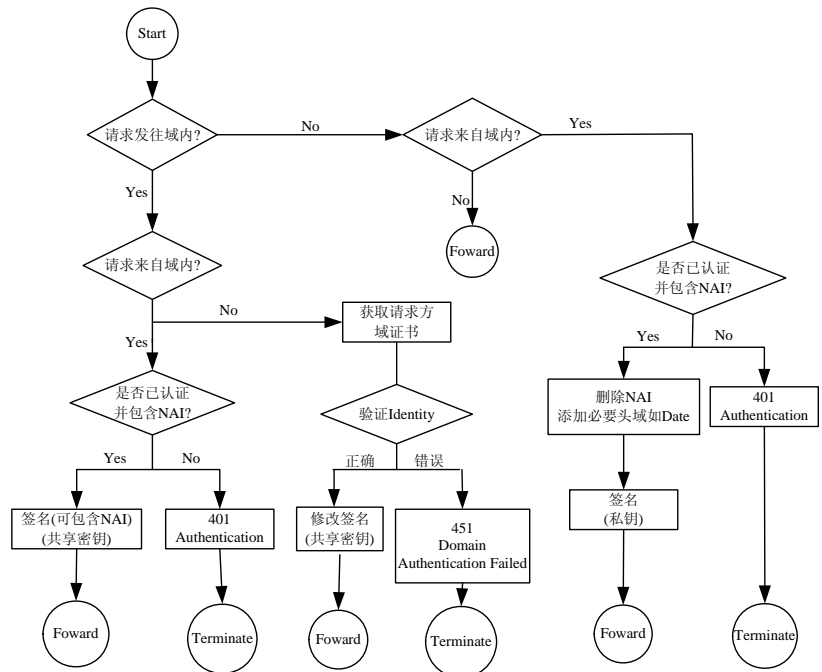 Start
请求发往域内?
No
请求来自域内?
Yes
Yes
No
Foward
请求来自域内?
是否已认证
并包含NAI?
No
获取请求方
域证书
Yes
Yes
No
是否已认证
并包含NAI?
验证Identity
删除NAI
添加必要头域如Date
401
Authentication
Yes
No
正确
错误
签名(可包含NAI)
(共享密钥)
401
Authentication
修改签名
(共享密钥)
451
Domain
Authentication Failed
签名
(私钥)
Foward
Terminate
Foward
Terminate
Foward
Terminate